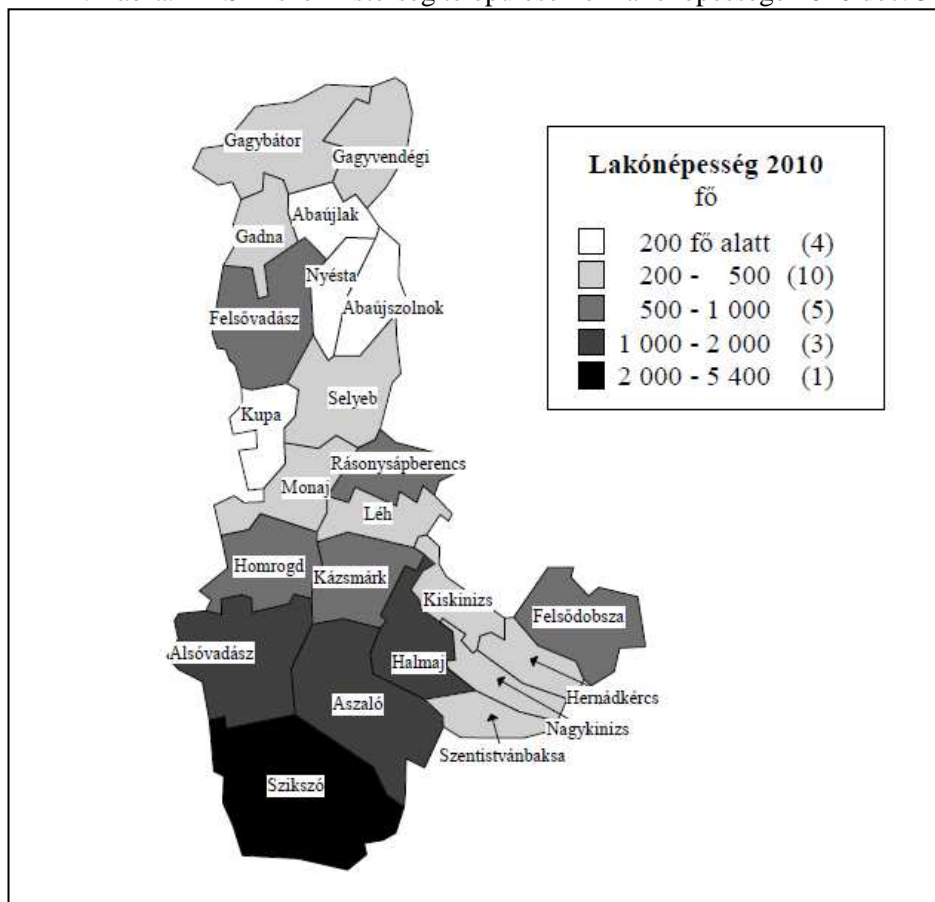 Gagybátor
Gagyvendégi
Abaújlak
Gadna
Nyésta
Abaújszolnok
Felsővadász
Selyeb
Kupa
Rásonysápberencs
Monaj
Léh
Homrogd
Kázsmárk
Kiskinizs
Felsődobsza
Alsóvadász
Halmaj
Aszaló
Hernádkércs
Nagykinizs
Szentistvánbaksa
Szikszó
Lakónépesség 2010
fő
200 fő alatt (4)
200 - 500 (10)
500 - 1 000 (5)
1 000 - 2 000 (3)
2 000 - 5 400 (1)